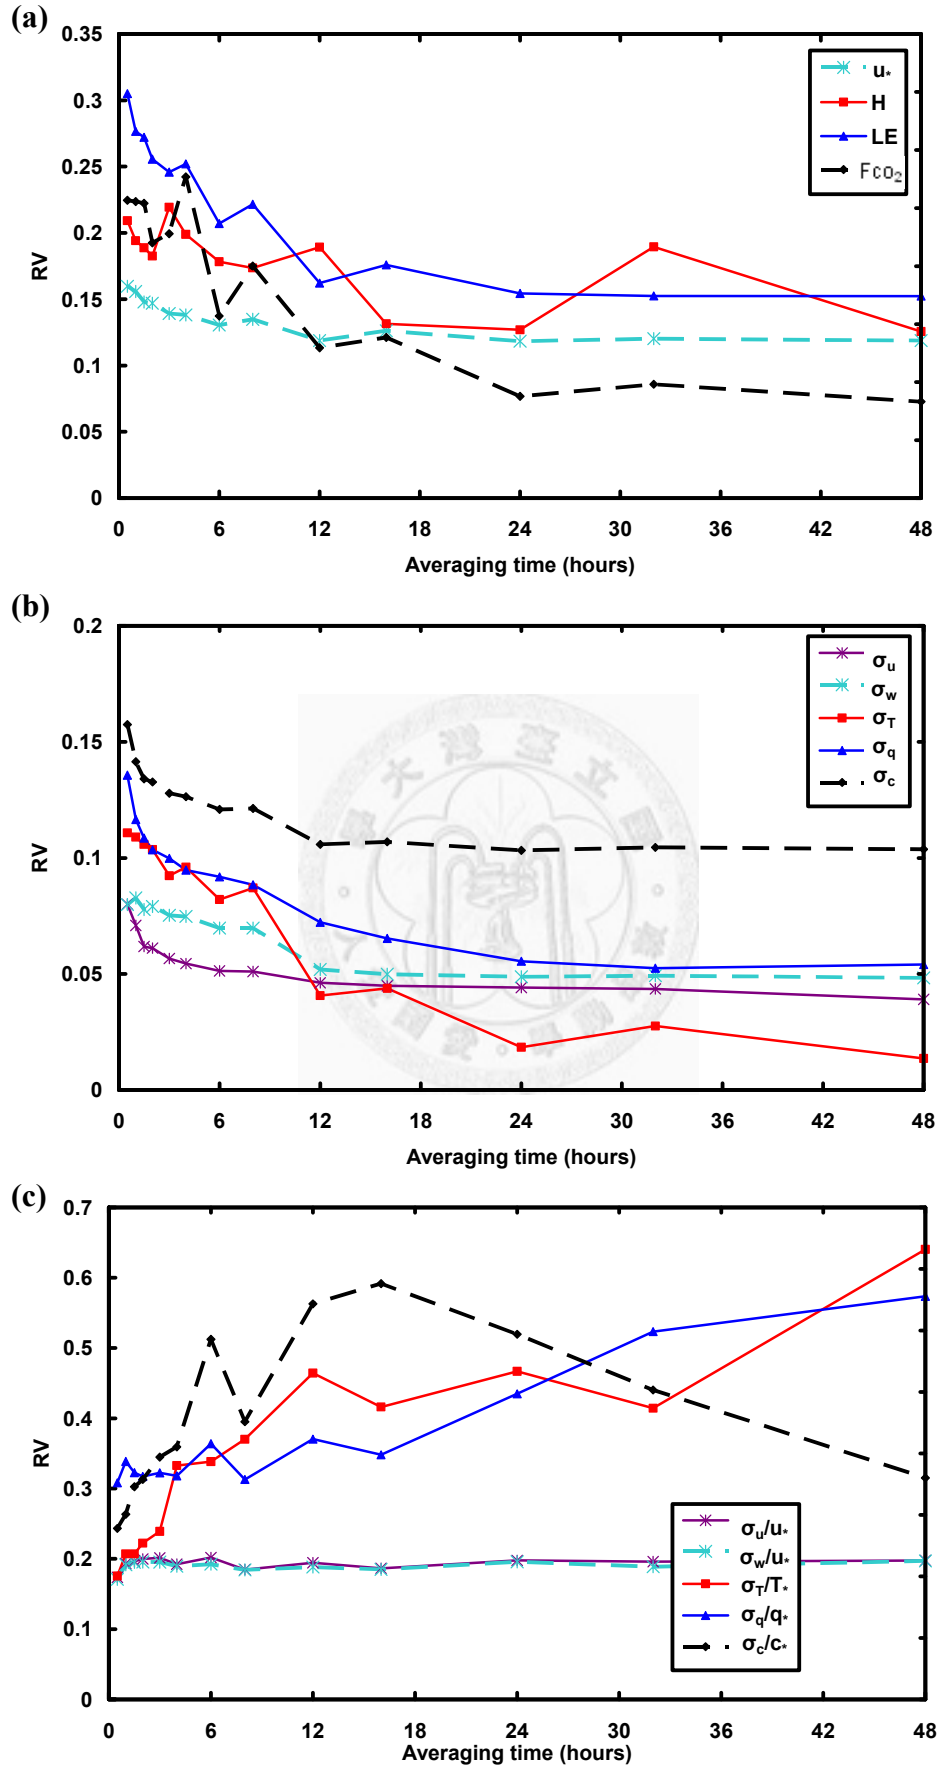 (a)
0.35
0.3
0.25
0.2
0.15
0.1
0.05
0
RV
u*
H
LE
Fco₂
0 6 12 18 24 30 36 42 48
Averaging time (hours)
(b)
0.2
0.15
0.1
0.05
0
RV
σu
σw
σT
σq
σc
0 6 12 18 24 30 36 42 48
Averaging time (hours)
(c)
0.7
0.6
0.5
0.4
0.3
0.2
0.1
0
RV
σu/u*
σw/u*
σT/T*
σq/q*
σc/c*
0 6 12 18 24 30 36 42 48
Averaging time (hours)